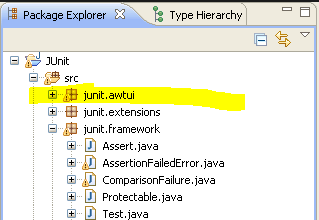 Package Explorer
Type Hierarchy
JUnit
src
junit.awtui
junit.extensions
junit.framework
Assert.java
AssertionFailedError.java
ComparisonFailure.java
Protectable.java
Test.java